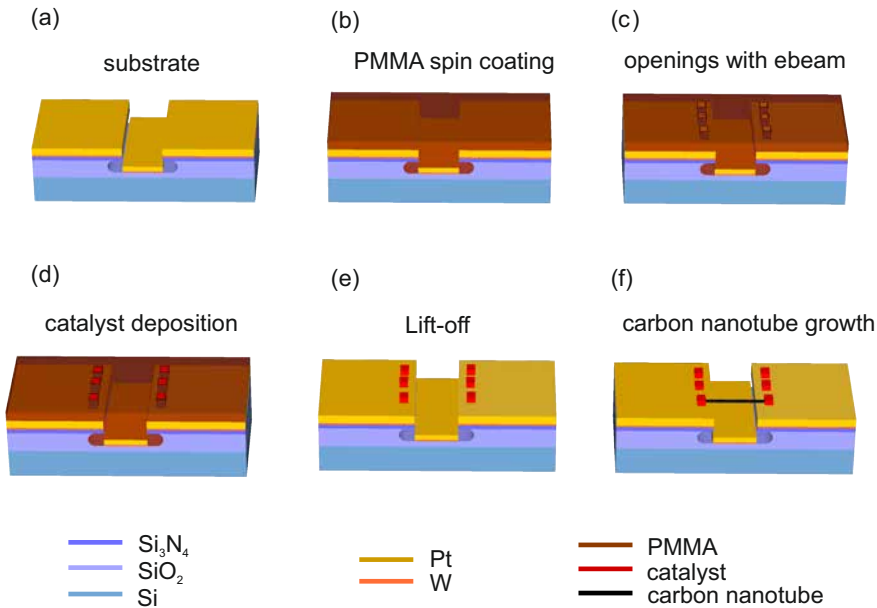 (a)
substrate
(b)
PMMA spin coating
(c)
openings with ebeam
(d)
catalyst deposition
(e)
Lift-off
(f)
carbon nanotube growth
Si₃N₄
SiO₂
Si
Pt
W
PMMA
catalyst
carbon nanotube